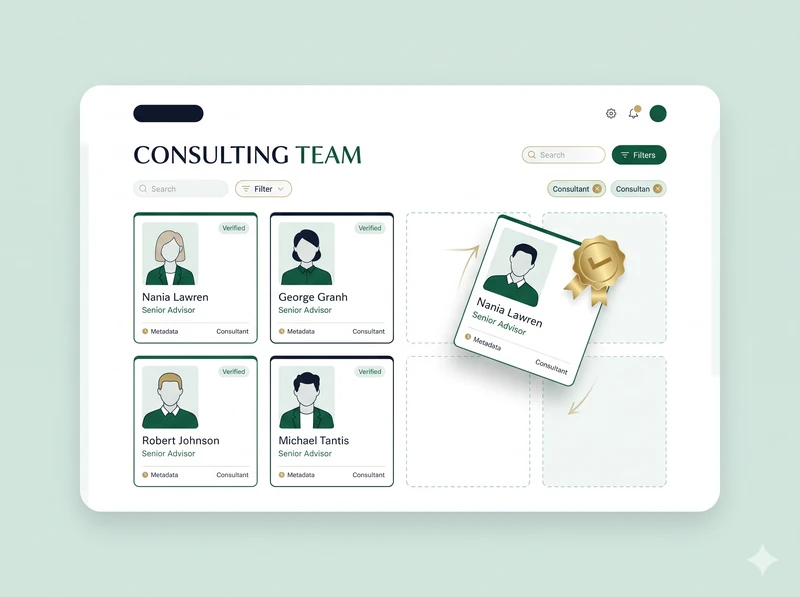 CONSULTING TEAM
Search
Filters
Search
Filter
Consultant
Consultan
Verified
Nania Lawren
Senior Advisor
Metadata
Consultant
Verified
George Granh
Senior Advisor
Metadata
Consultant
Nania Lawren
Senior Advisor
Metadata
Consultant
Verified
Robert Johnson
Senior Advisor
Metadata
Consultant
Verified
Michael Tantis
Senior Advisor
Metadata
Consultant